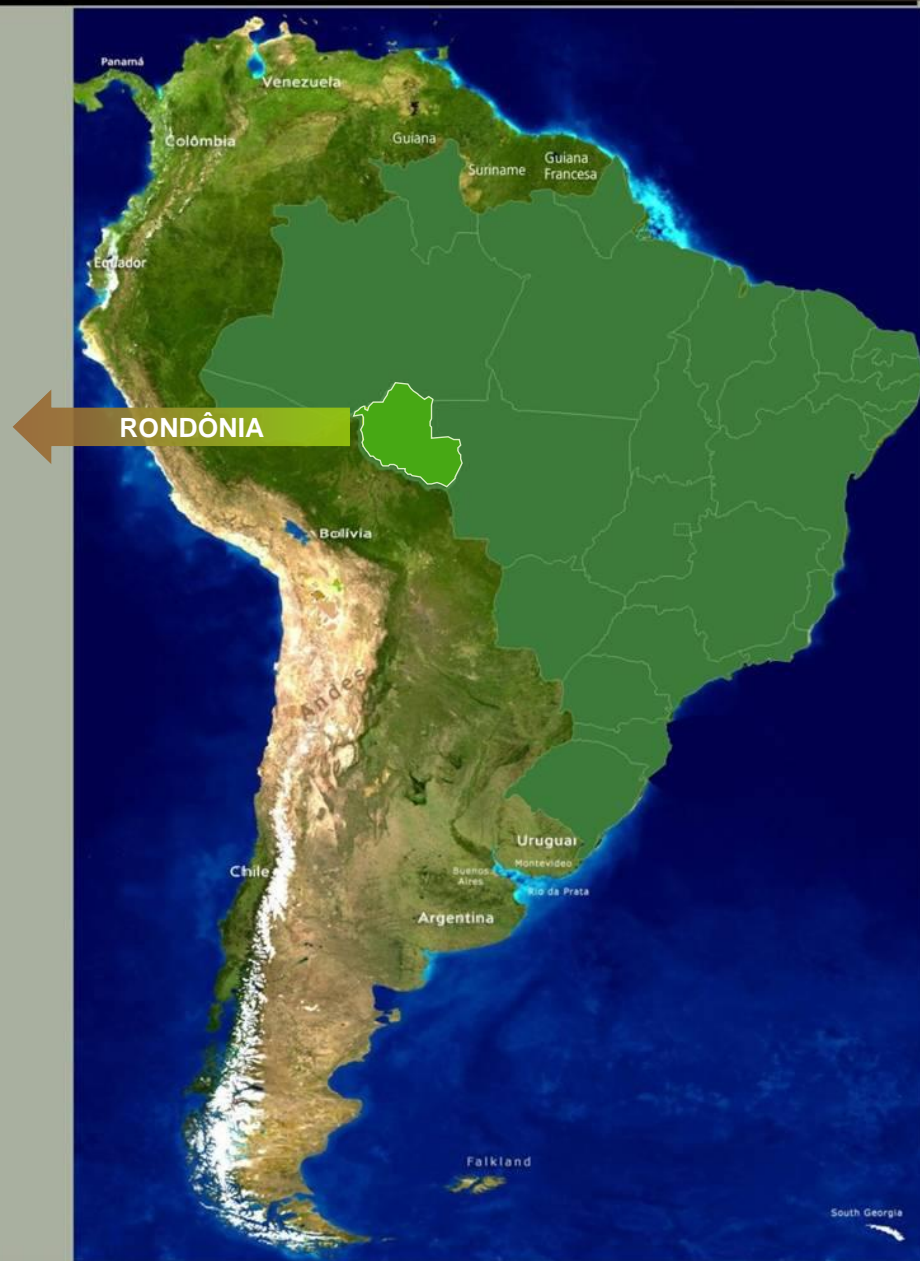 Panamá
Venezuela
Colômbia
Guiana
Suriname
Guiana
Francesa
Equador
RONDÔNIA
Bolívia
Andes
Uruguai
Montevideo
Buenos
Aires
Rio da Prata
Chile
Argentina
Falkland
South Georgia